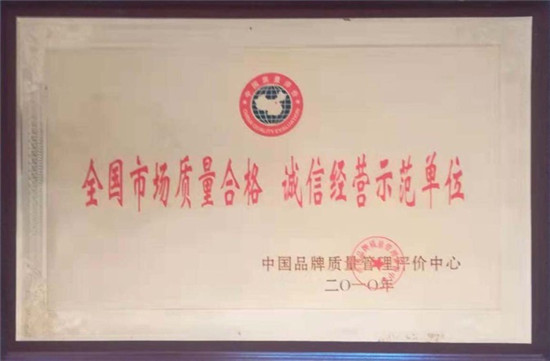 全国市场质量合格 诚信经营示范单位
中国品牌质量管理评价中心
二〇一〇年